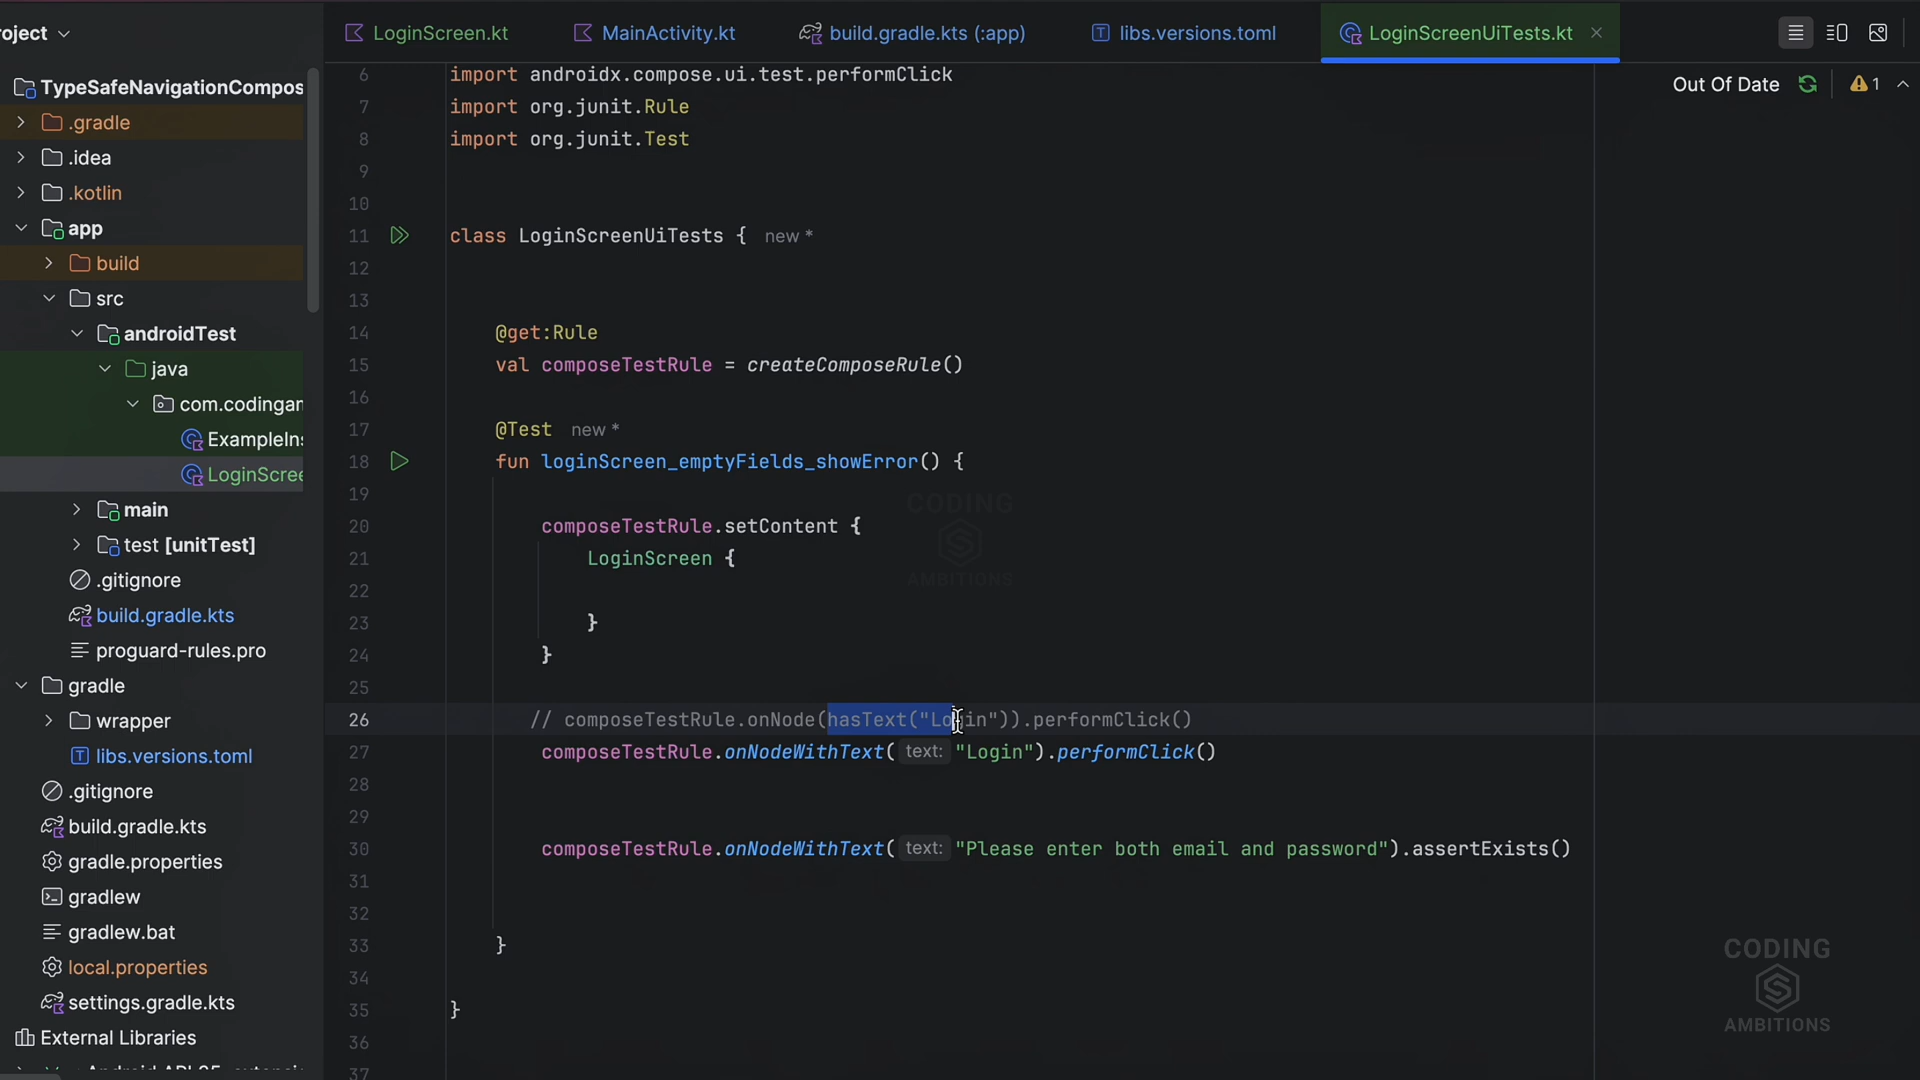 oject
LoginScreen.kt
MainActivity.kt
build.gradle.kts (:app)
libs.versions.toml
LoginScreenUiTests.kt
Out Of Date
1
TypeSafeNavigationCompos
.gradle
.idea
.kotlin
app
build
src
androidTest
java
com.codingan
ExampleIns
LoginScree
main
test [unitTest]
.gitignore
build.gradle.kts
proguard-rules.pro
gradle
wrapper
libs.versions.toml
.gitignore
build.gradle.kts
gradle.properties
gradlew
gradlew.bat
local.properties
settings.gradle.kts
External Libraries
6 import androidx.compose.ui.test.performClick
7 import org.junit.Rule
8 import org.junit.Test
9
10
11 class LoginScreenUiTests { new *
12
13
14 @get:Rule
15 val composeTestRule = createComposeRule()
16
17 @Test new *
18 fun loginScreen_emptyFields_showError() {
19
20 composeTestRule.setContent {
21 LoginScreen {
22
23 }
24 }
25
26 // composeTestRule.onNode(hasText("Login")).performClick()
27 composeTestRule.onNodeWithText( text: "Login").performClick()
28
29
30 composeTestRule.onNodeWithText( text: "Please enter both email and password").assertExists()
31
32
33 }
34
35 }
36
37
CODING
AMBITIONS
CODING
AMBITIONS